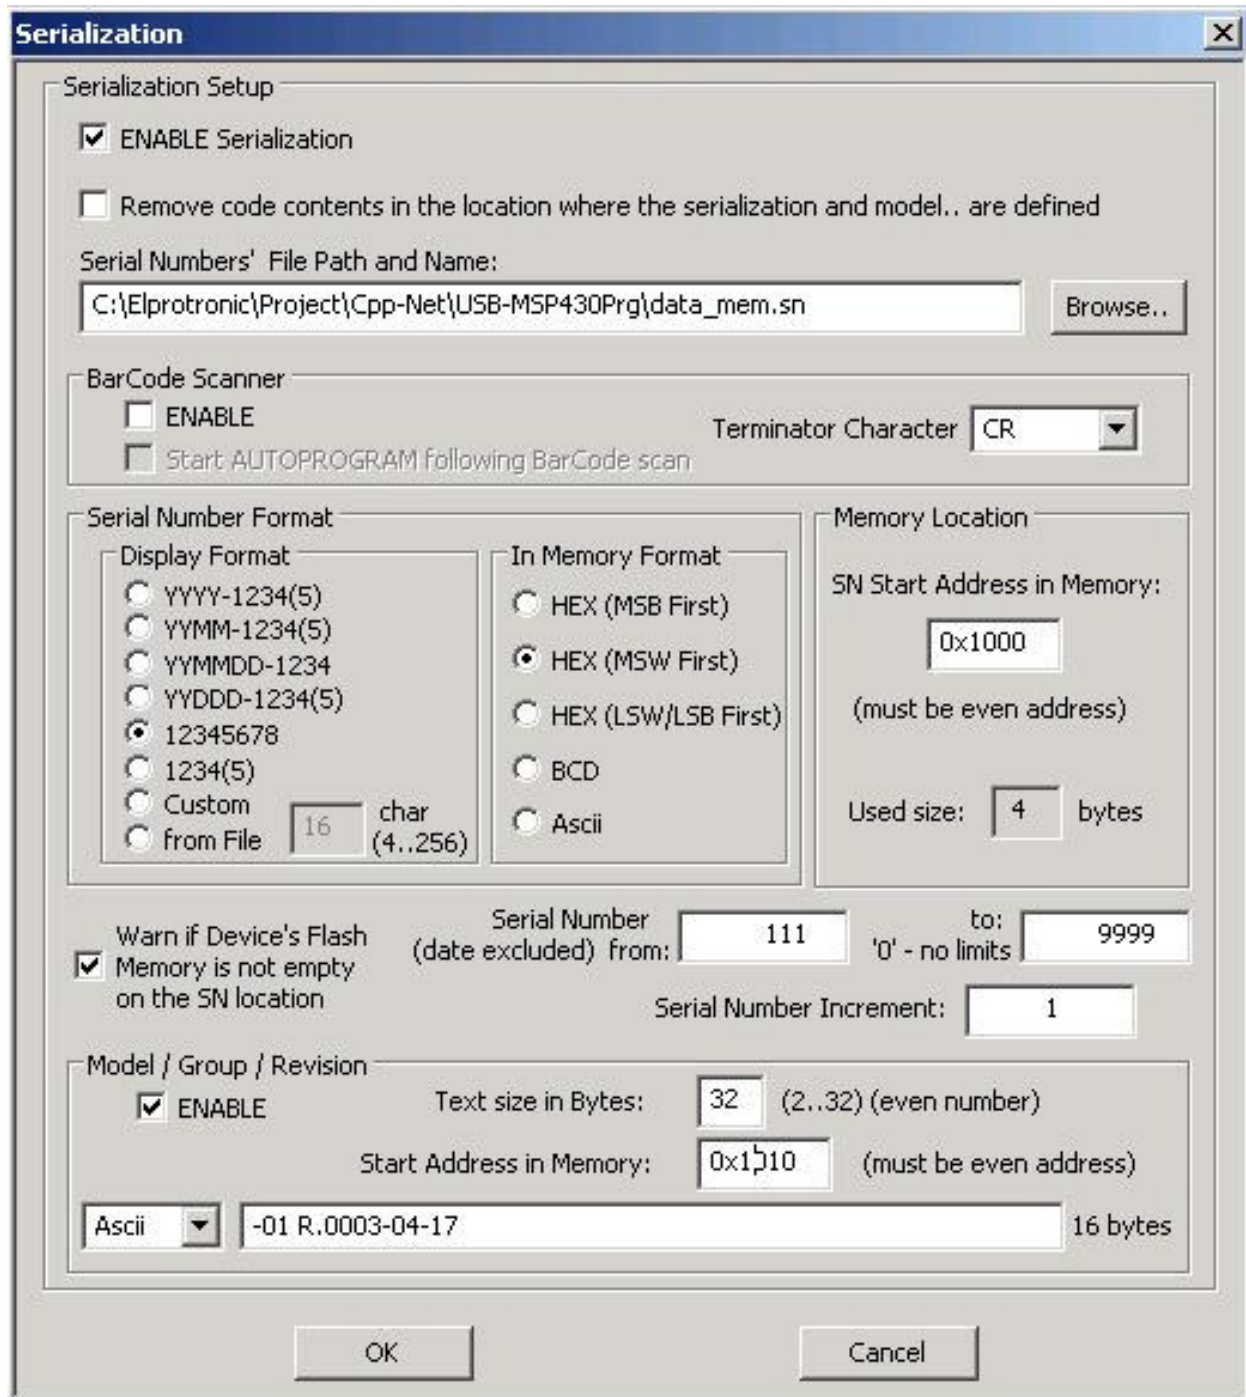 Serialization
Serialization Setup
ENABLE Serialization
Remove code contents in the location where the serialization and model.. are defined
Serial Numbers' File Path and Name:
C:\Elprotronic\Project\Cpp-Net\USB-MSP430Prg\data_mem.sn
Browse..
BarCode Scanner
ENABLE
Terminator Character CR
Start AUTOPROGRAM following BarCode scan
Serial Number Format
Display Format
YYYY-1234(5)
YYMM-1234(5)
YYMMDD-1234
YYDDD-1234(5)
12345678
1234(5)
Custom
from File
16
char
(4..256)
In Memory Format
HEX (MSB First)
HEX (MSW First)
HEX (LSW/LSB First)
BCD
Ascii
Memory Location
SN Start Address in Memory:
0x1000
(must be even address)
Used size: 4 bytes
Warn if Device's Flash
Memory is not empty
on the SN location
Serial Number
(date excluded) from:
111
to:
'0' - no limits
9999
Serial Number Increment: 1
Model / Group / Revision
ENABLE
Text size in Bytes: 32 (2..32) (even number)
Start Address in Memory: (must be even address)
Ascii -01 R.0003-04-17 16 bytes
OK Cancel